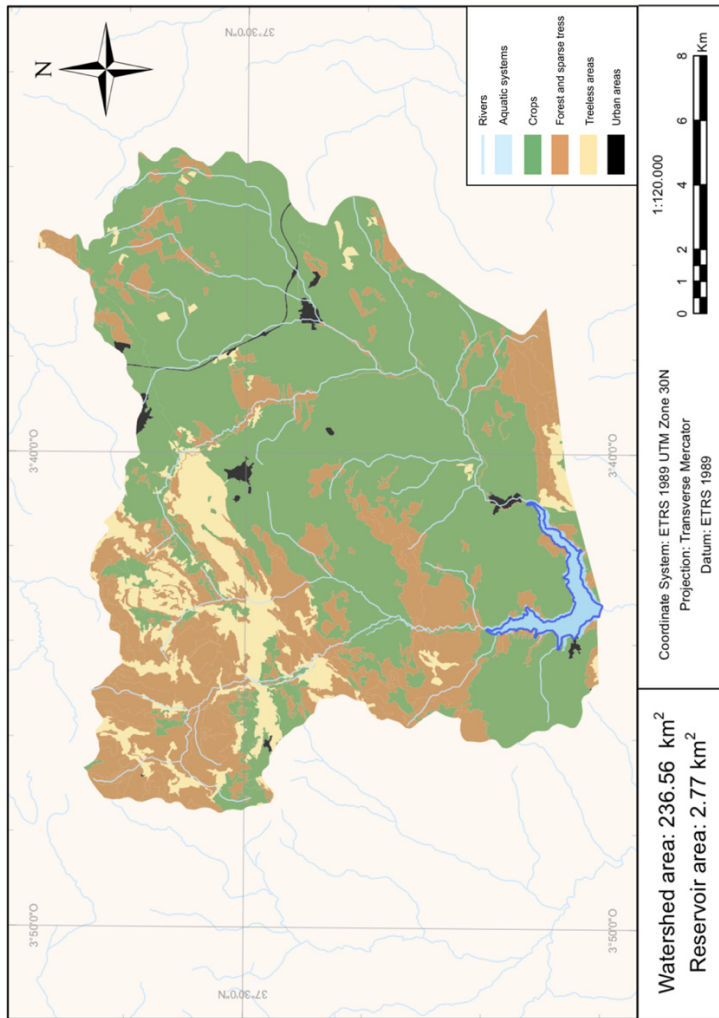 N
37°30'0"N
3°40'0"O
3°40'0"O
3°50'0"O
3°50'0"O
37°30'0"N
Rivers
Aquatic systems
Crops
Forest and sparse tress
Treeless areas
Urban areas
Watershed area: 236.56 km²
Reservoir area: 2.77 km²
Coordinate System: ETRS 1989 UTM Zone 30N
Projection: Transverse Mercator
Datum: ETRS 1989
1:120.000
0 1 2 4 6 8
Km